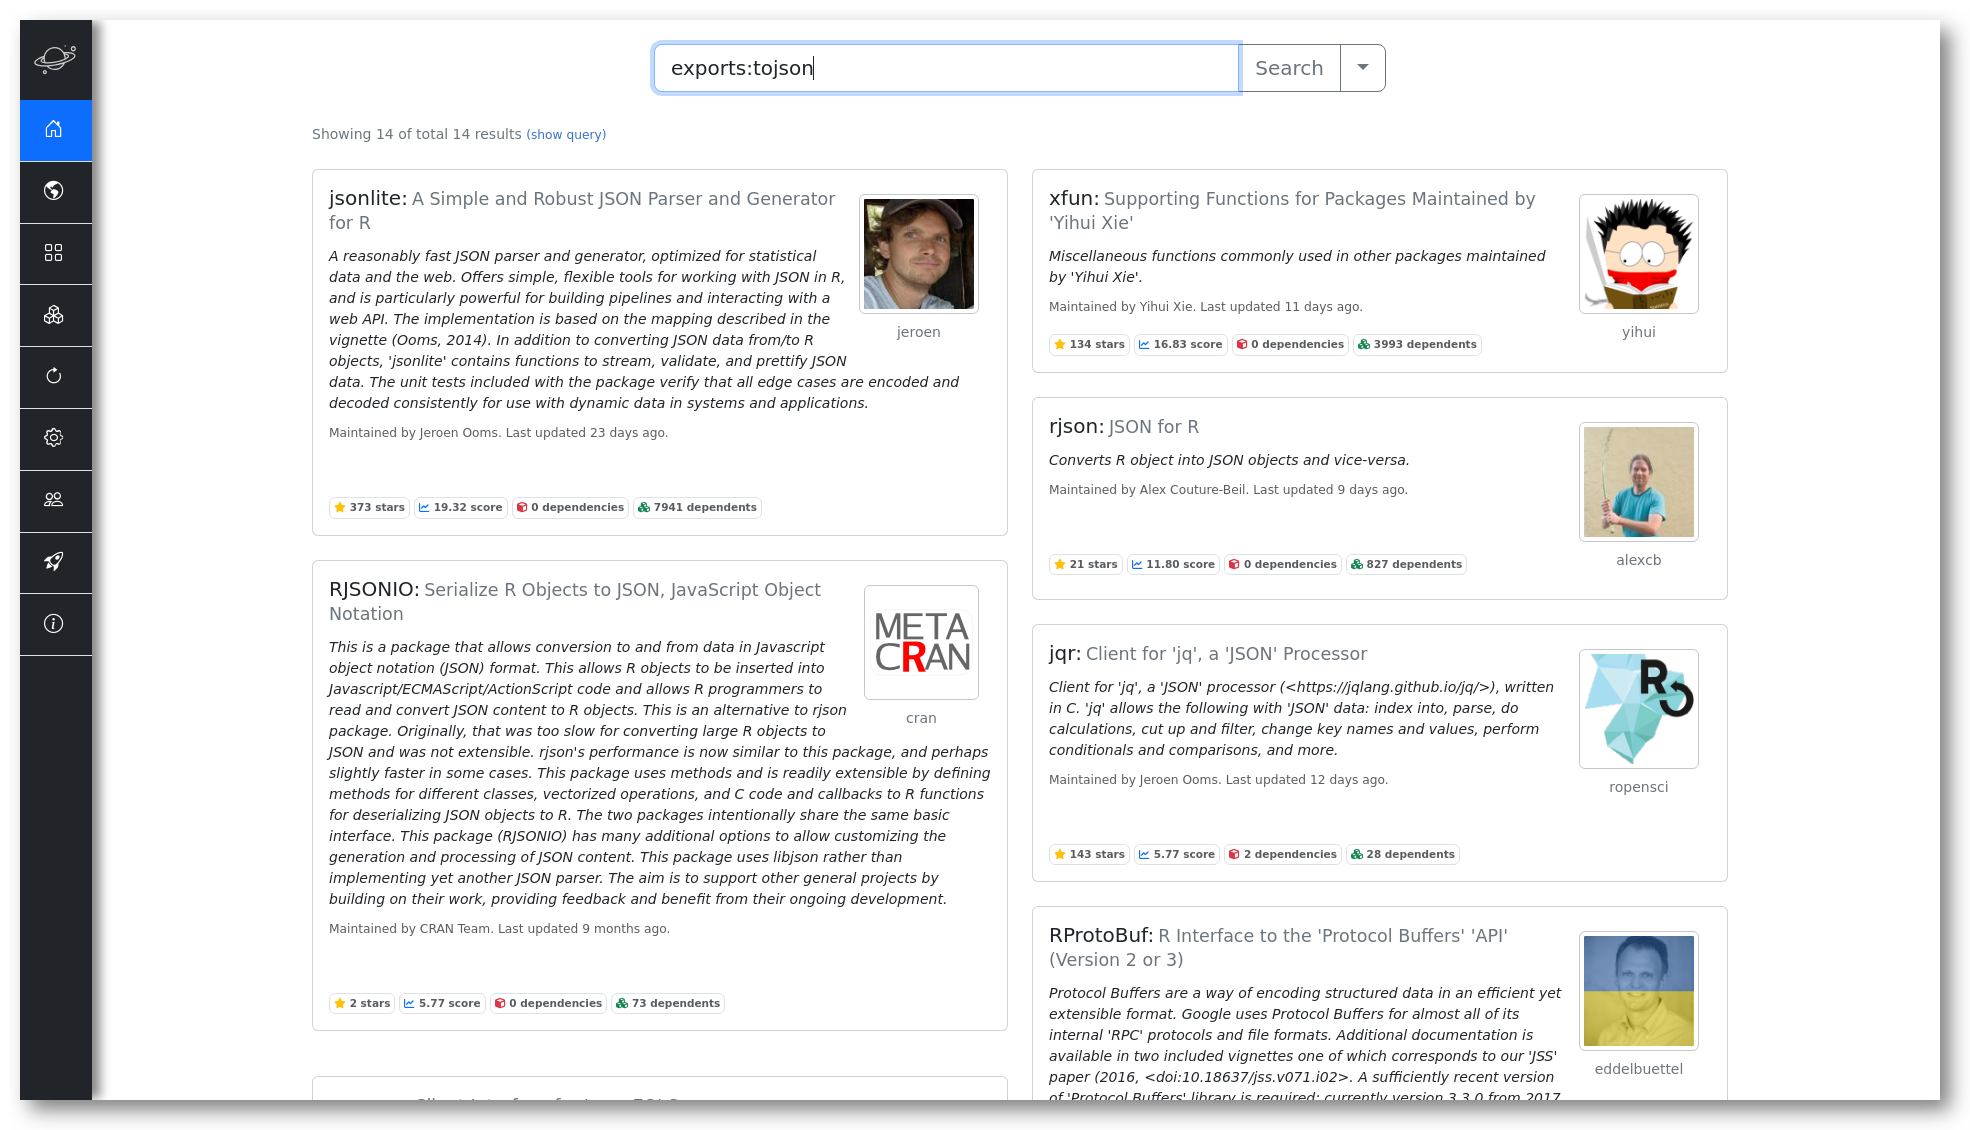 exports:tojson
Search
Showing 14 of total 14 results (show query)
jsonlite: A Simple and Robust JSON Parser and Generator
for R
A reasonably fast JSON parser and generator, optimized for statistical
data and the web. Offers simple, flexible tools for working with JSON in R,
and is particularly powerful for building pipelines and interacting with a
web API. The implementation is based on the mapping described in the
vignette (Ooms, 2014). In addition to converting JSON data from/to R
objects, 'jsonlite' contains functions to stream, validate, and prettify JSON
data. The unit tests included with the package verify that all edge cases are encoded and
decoded consistently for use with dynamic data in systems and applications.
Maintained by Jeroen Ooms. Last updated 23 days ago.
jeroen
373 stars 19.32 score 0 dependencies 7941 dependents
RJSONIO: Serialize R Objects to JSON, JavaScript Object
Notation
This is a package that allows conversion to and from data in Javascript
object notation (JSON) format. This allows R objects to be inserted into
Javascript/ECMAScript/ActionScript code and allows R programmers to
read and convert JSON content to R objects. This is an alternative to rjson
package. Originally, that was too slow for converting large R objects to
JSON and was not extensible. rjson's performance is now similar to this package, and perhaps
slightly faster in some cases. This package uses methods and is readily extensible by defining
methods for different classes, vectorized operations, and C code and callbacks to R functions
for deserializing JSON objects to R. The two packages intentionally share the same basic
interface. This package (RJSONIO) has many additional options to allow customizing the
generation and processing of JSON content. This package uses libjson rather than
implementing yet another JSON parser. The aim is to support other general projects by
building on their work, providing feedback and benefit from their ongoing development.
Maintained by CRAN Team. Last updated 9 months ago.
META
CRAN
cran
2 stars 5.77 score 0 dependencies 73 dependents
xfun: Supporting Functions for Packages Maintained by
'Yihui Xie'
Miscellaneous functions commonly used in other packages maintained
by 'Yihui Xie'.
Maintained by Yihui Xie. Last updated 11 days ago.
yihui
134 stars 16.83 score 0 dependencies 3993 dependents
rjson: JSON for R
Converts R object into JSON objects and vice-versa.
Maintained by Alex Couture-Beil. Last updated 9 days ago.
alexcb
21 stars 11.80 score 0 dependencies 827 dependents
jqr: Client for 'jq', a 'JSON' Processor
Client for 'jq', a 'JSON' processor (<https://jqlang.github.io/jq/>), written
in C. 'jq' allows the following with 'JSON' data: index into, parse, do
calculations, cut up and filter, change key names and values, perform
conditionals and comparisons, and more.
Maintained by Jeroen Ooms. Last updated 12 days ago.
R
ropensci
143 stars 5.77 score 2 dependencies 28 dependents
RProtoBuf: R Interface to the 'Protocol Buffers' 'API'
(Version 2 or 3)
Protocol Buffers are a way of encoding structured data in an efficient yet
extensible format. Google uses Protocol Buffers for almost all of its
internal 'RPC' protocols and file formats. Additional documentation is
available in two included vignettes one of which corresponds to our 'JSS'
paper (2016, <doi:10.18637/jss.v071.i02>. A sufficiently recent version
of 'Protocol Buffers' library is required; currently version 3.3.0 from 2017
eddelbuettel